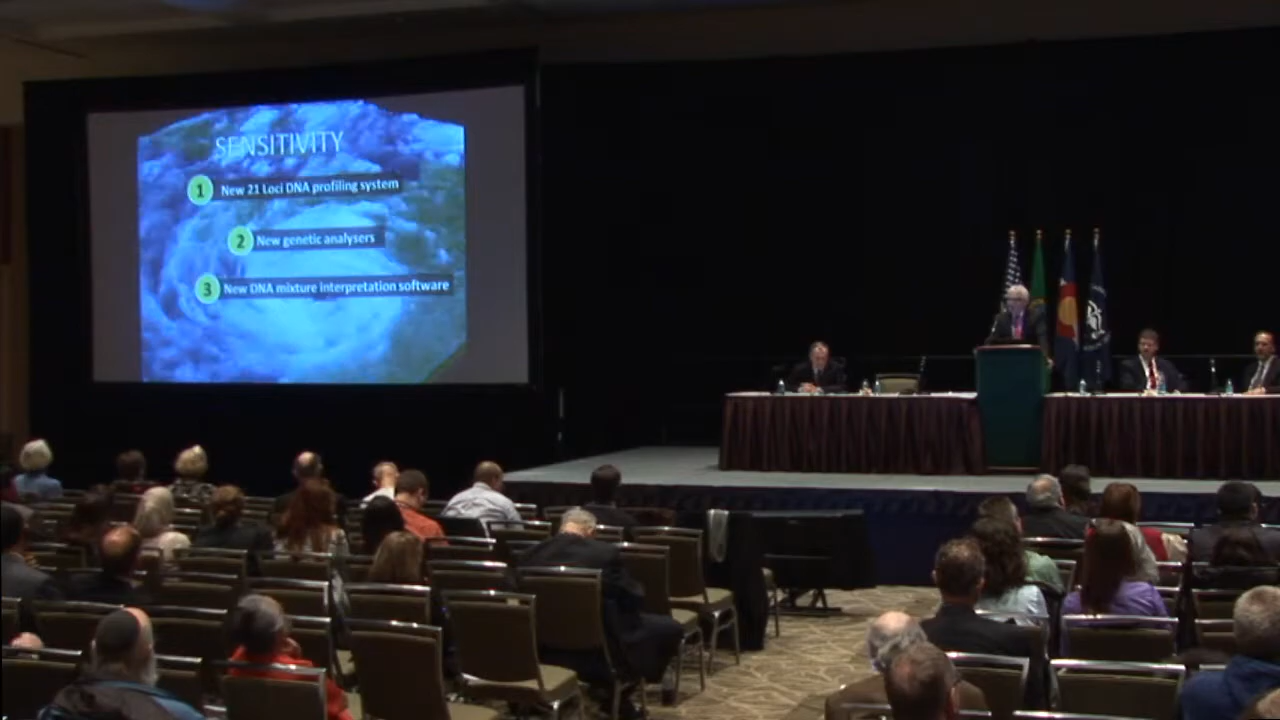 SENSITIVITY
1 New 21 Loci DNA profiling system
2 New genetic analysers
3 New DNA mixture interpretation software